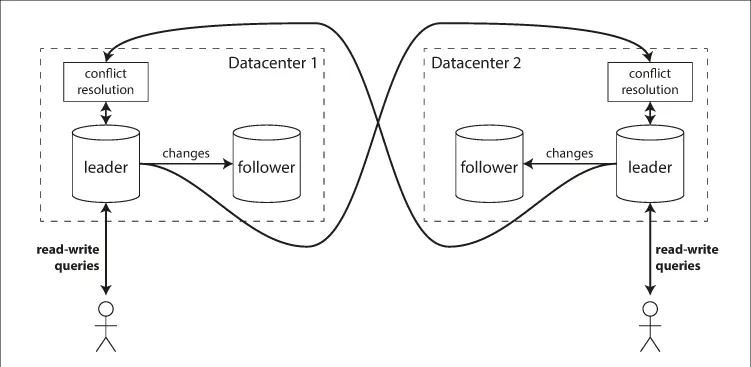 Datacenter 1
conflict
resolution
leader
changes
follower
read-write
queries
Datacenter 2
conflict
resolution
follower
changes
leader
read-write
queries